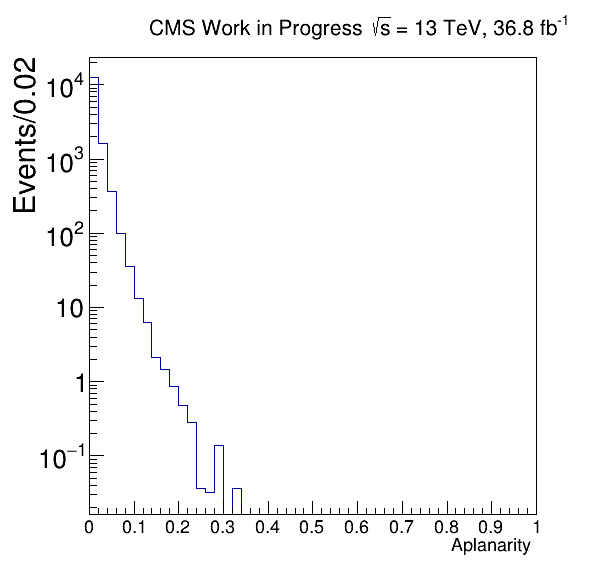 CMS Work in Progress √s = 13 TeV, 36.8 fb⁻¹
Events/0.02
10⁴
10³
10²
10
1
10⁻¹
0 0.1 0.2 0.3 0.4 0.5 0.6 0.7 0.8 0.9 1
Aplanarity